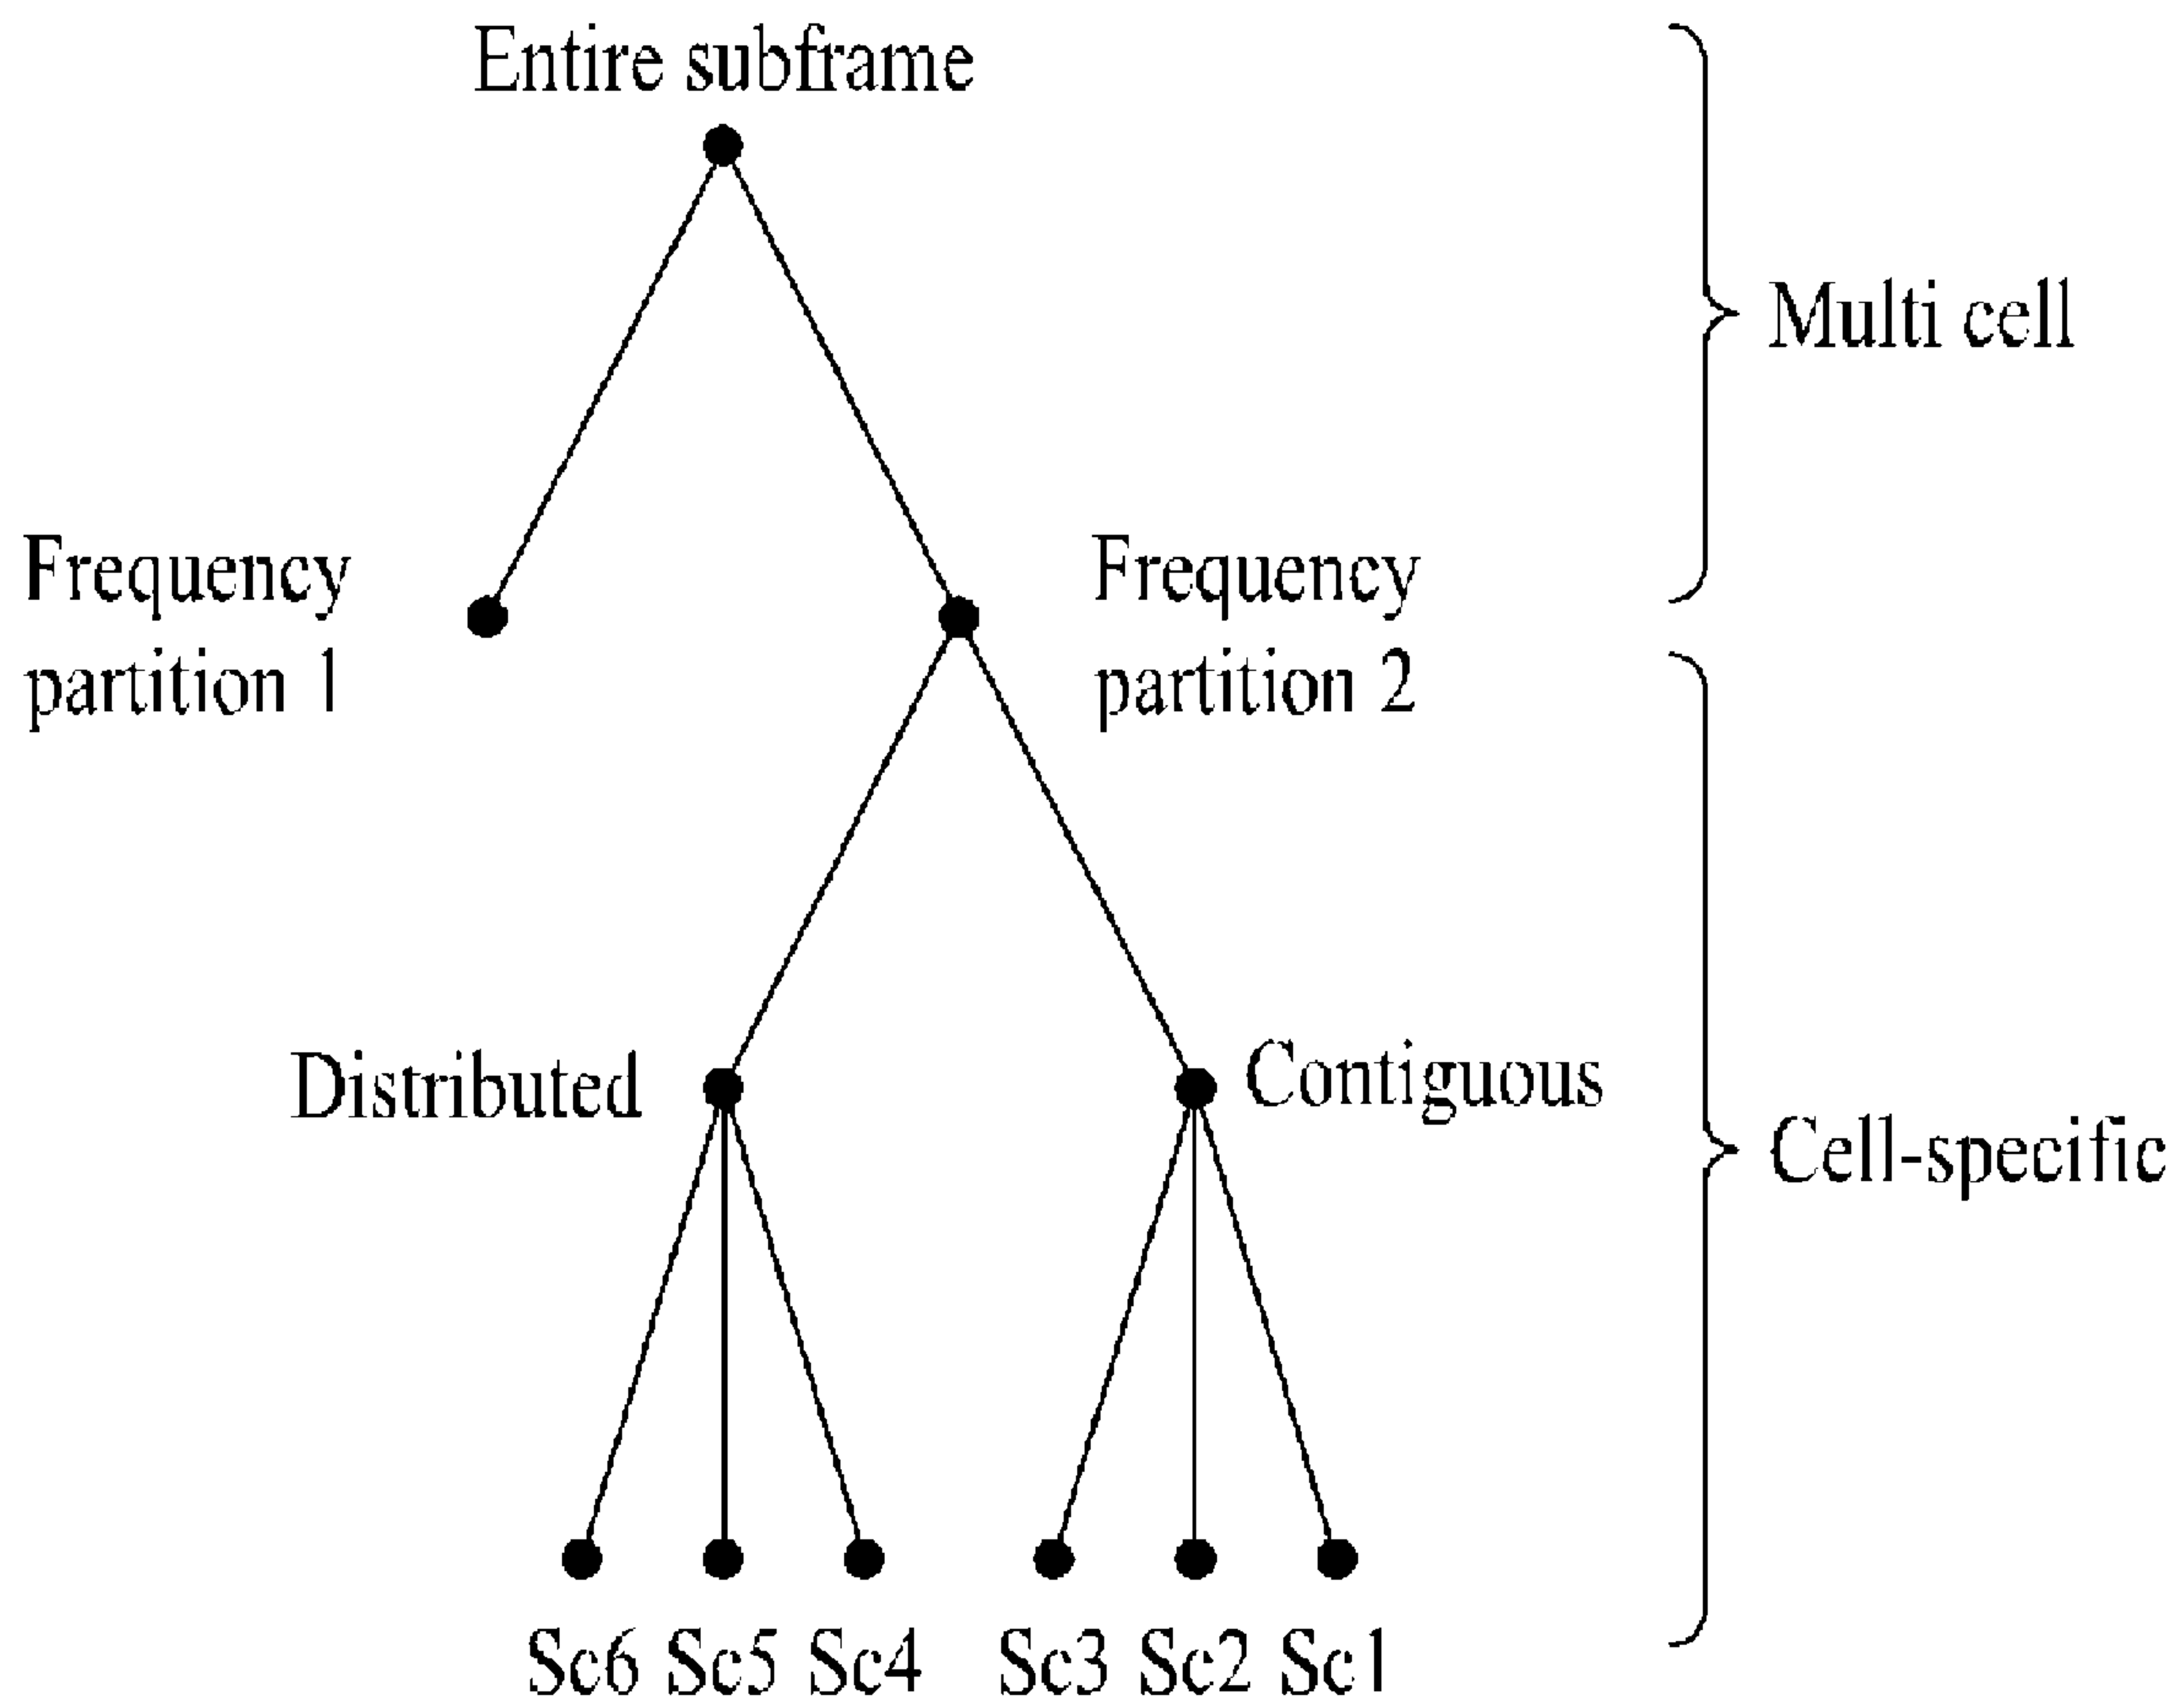 Entire subframe
Multi cell
Frequency
partition 1
Frequency
partition 2
Distributed
Contiguous
Cell-specific
Sc6 Sc5 Sc4 Sc3 Sc2 Sc1